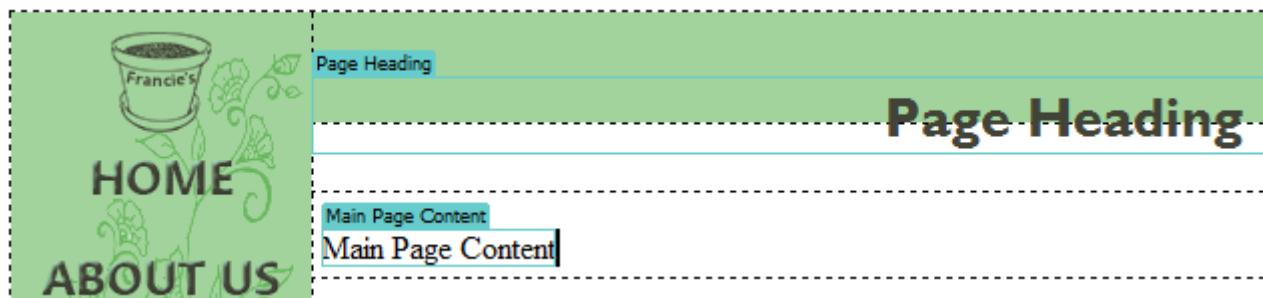 Francie's
HOME
ABOUT US
Page Heading
Page Heading
Main Page Content
Main Page Content